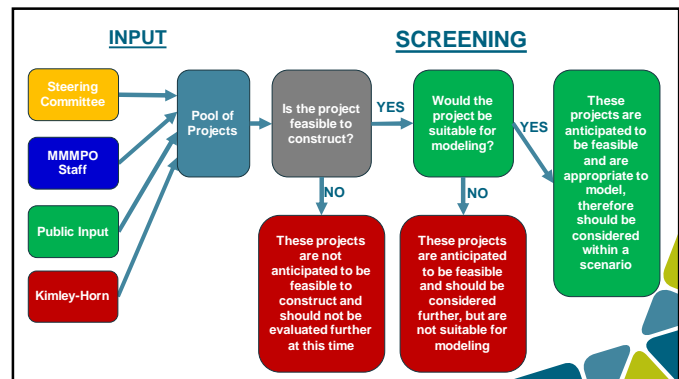 INPUT
SCREENING
Steering
Committee
MMMPO
Staff
Public Input
Kimley-Horn
Pool of
Projects
Is the project
feasible to
construct?
YES
Would the
project be
suitable for
modeling?
YES
These
projects are
anticipated to
be feasible
and are
appropriate to
model,
therefore
should be
considered
within a
scenario
NO
NO
These projects
are not
anticipated to be
feasible to
construct and
should not be
evaluated further
at this time
These projects
are anticipated
to be feasible
and should be
considered
further, but are
not suitable for
modeling